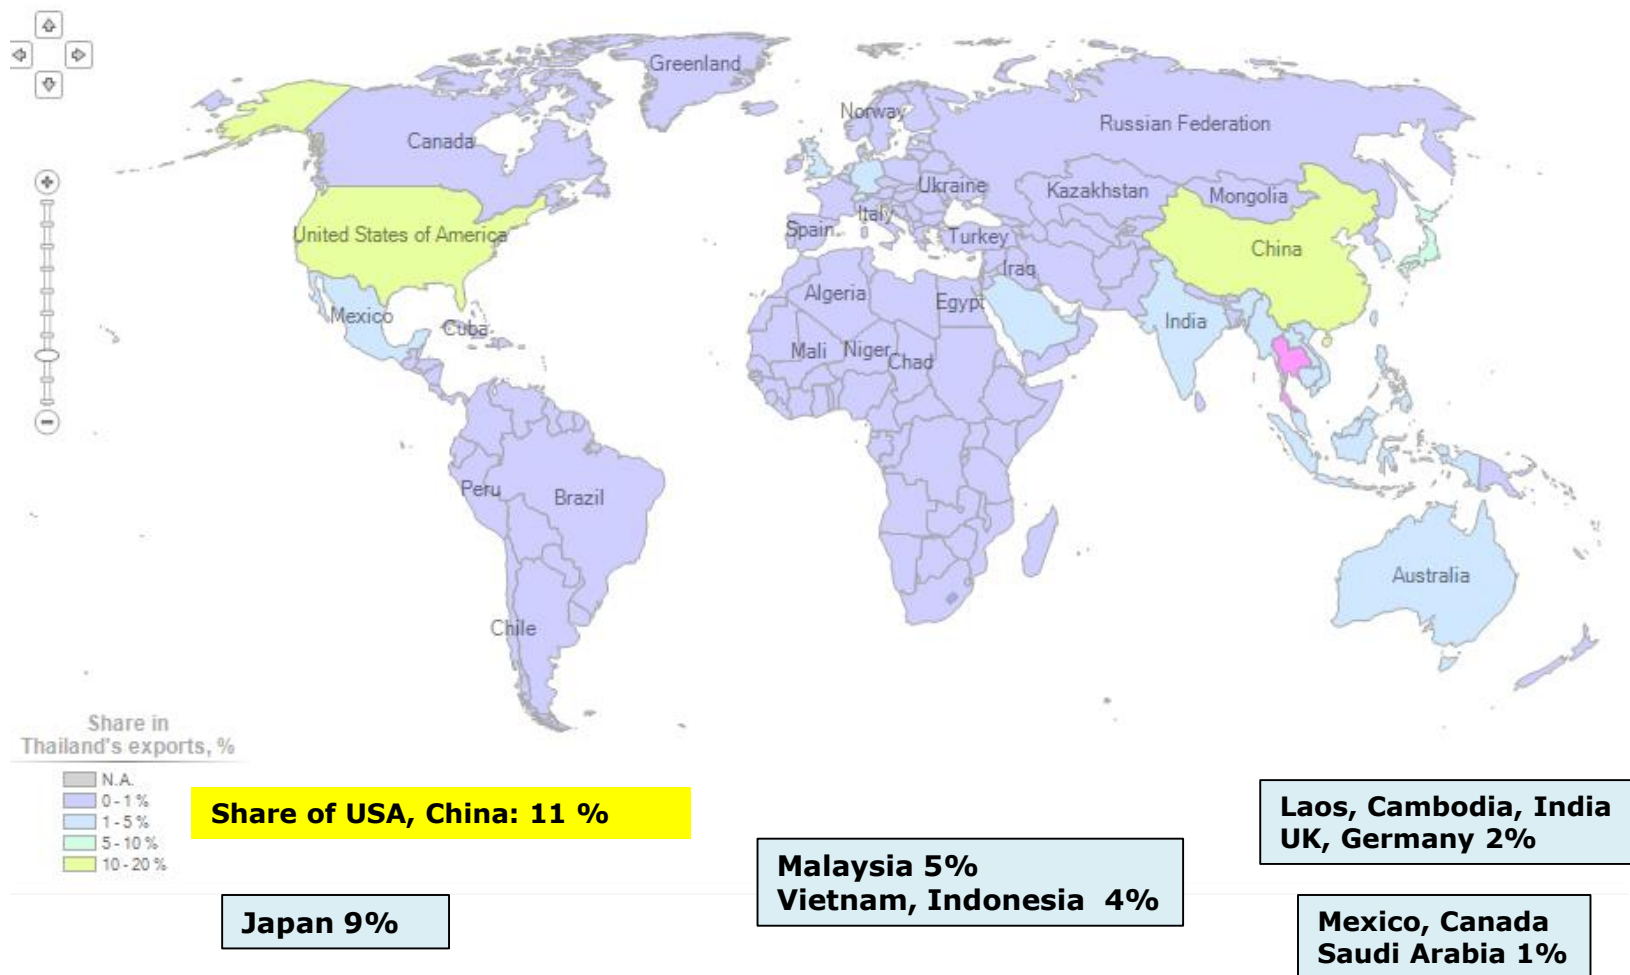 Greenland
Norway
Russian Federation
Canada
Ukraine
Kazakhstan
Mongolia
Italy
Spain
Turkey
United States of America
China
Iraq
Algeria
Egypt
Mexico
India
Cuba
Mali
Niger
Chad
Peru
Brazil
Australia
Chile
Share in
Thailand's exports, %
N.A.
0 - 1 %
1 - 5 %
5 - 10 %
10 - 20 %
Share of USA, China: 11 %
Laos, Cambodia, India
UK, Germany 2%
Malaysia 5%
Vietnam, Indonesia 4%
Japan 9%
Mexico, Canada
Saudi Arabia 1%